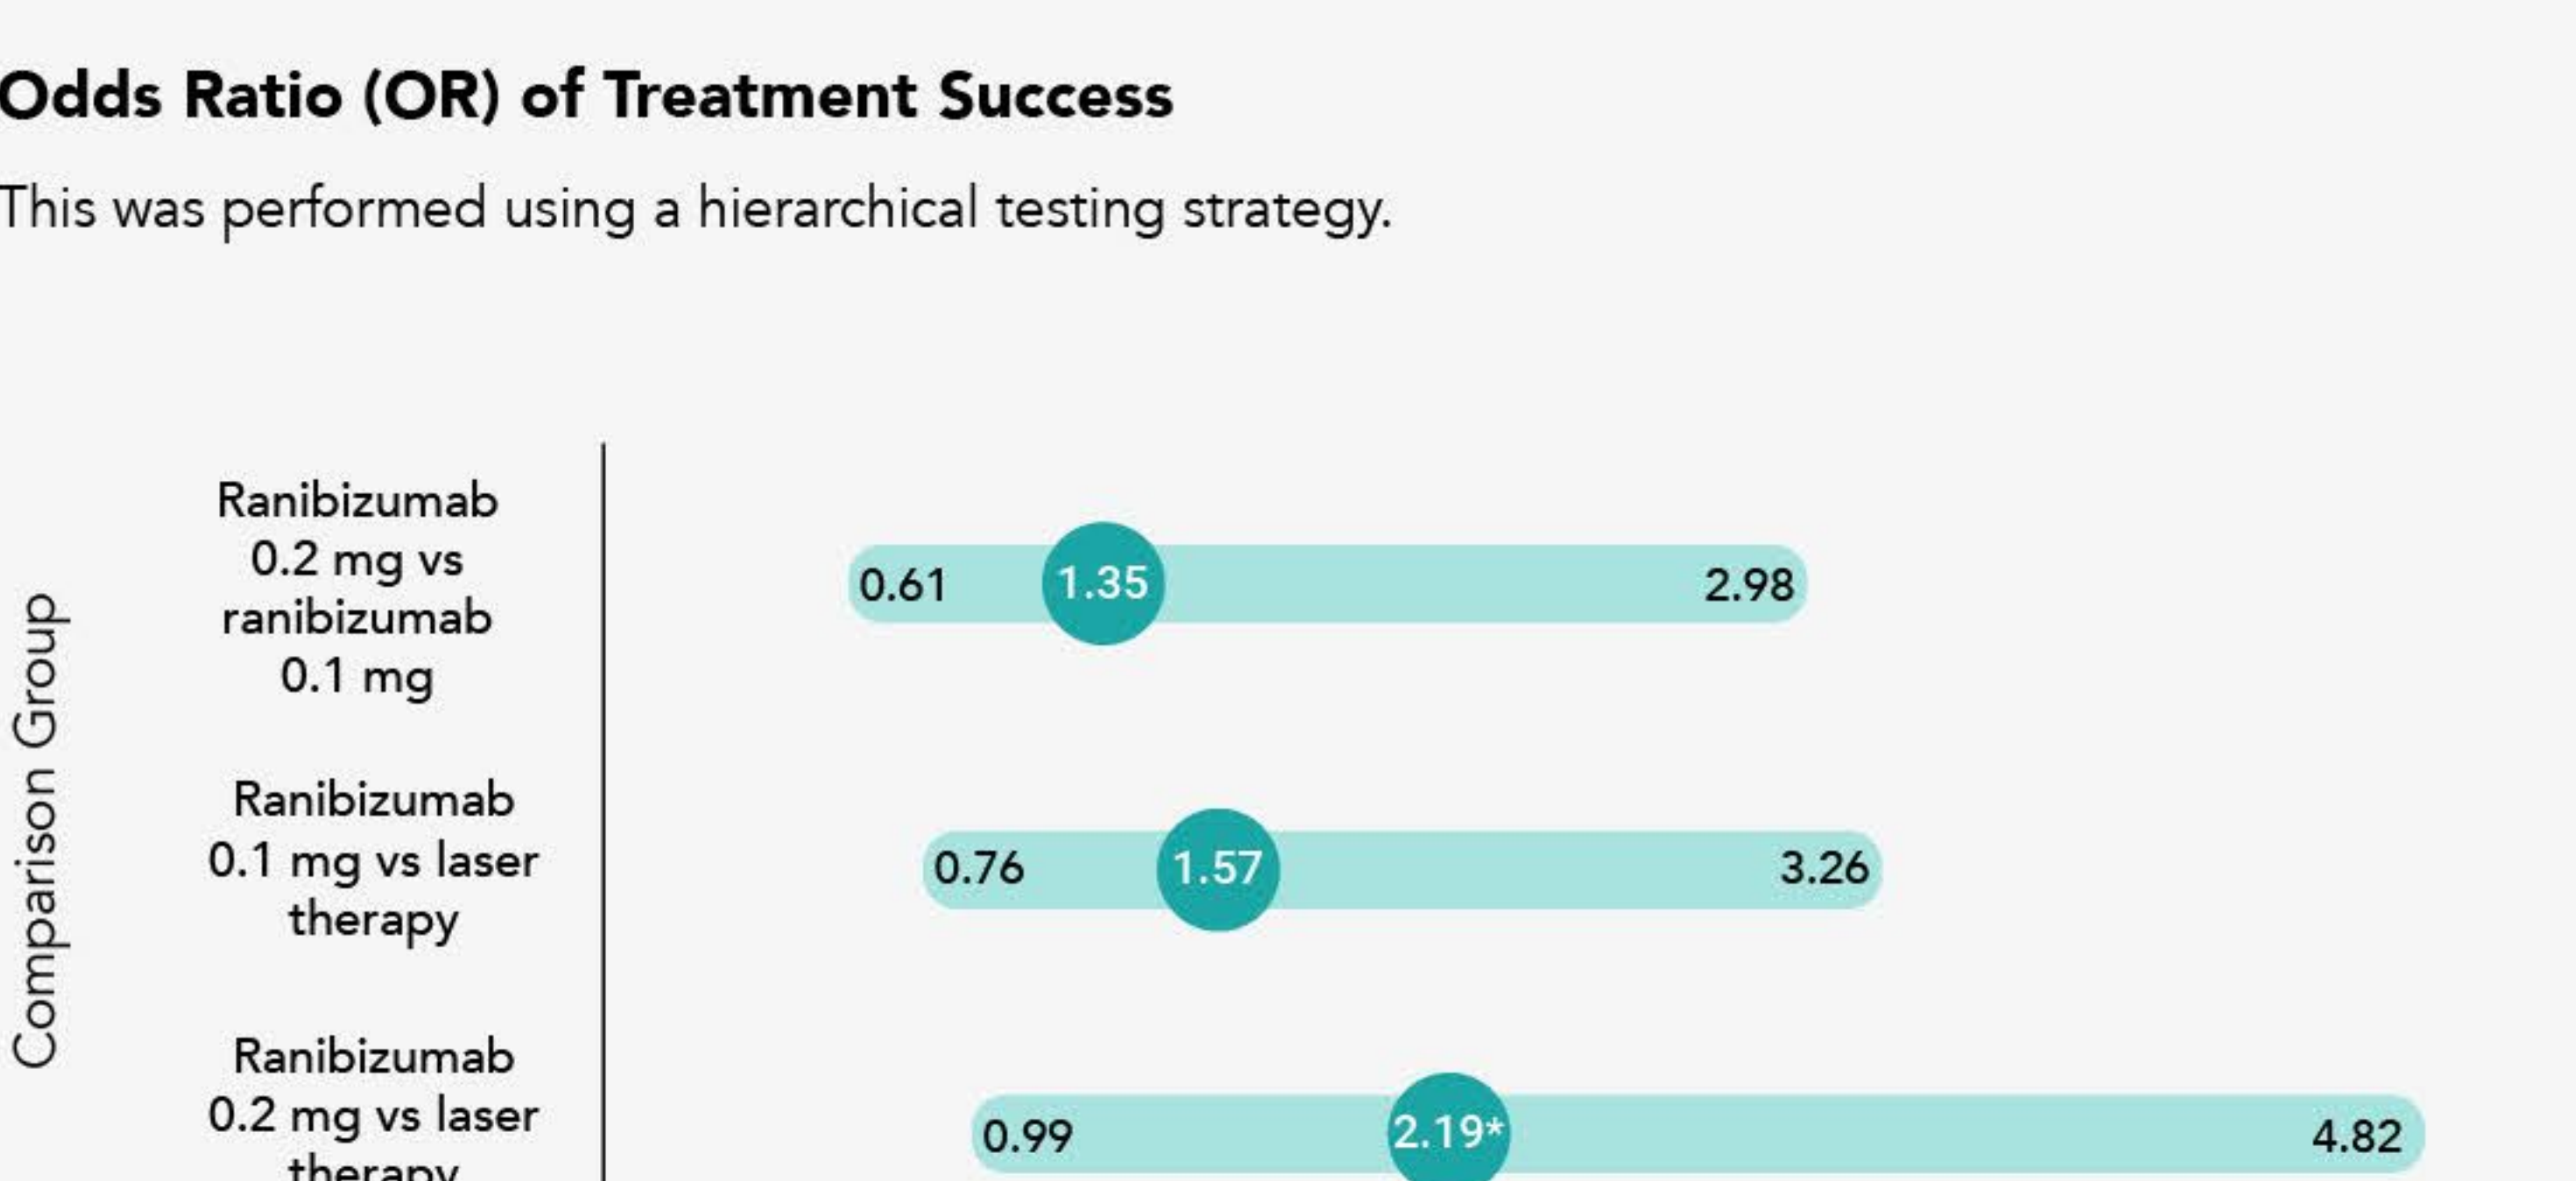 Odds Ratio (OR) of Treatment Success
This was performed using a hierarchical testing strategy.
Comparison Group
Ranibizumab
0.2 mg vs
ranibizumab
0.1 mg
0.61
1.35
2.98
Ranibizumab
0.1 mg vs laser
therapy
0.76
1.57
3.26
Ranibizumab
0.2 mg vs laser
therapy
0.99
2.19*
4.82